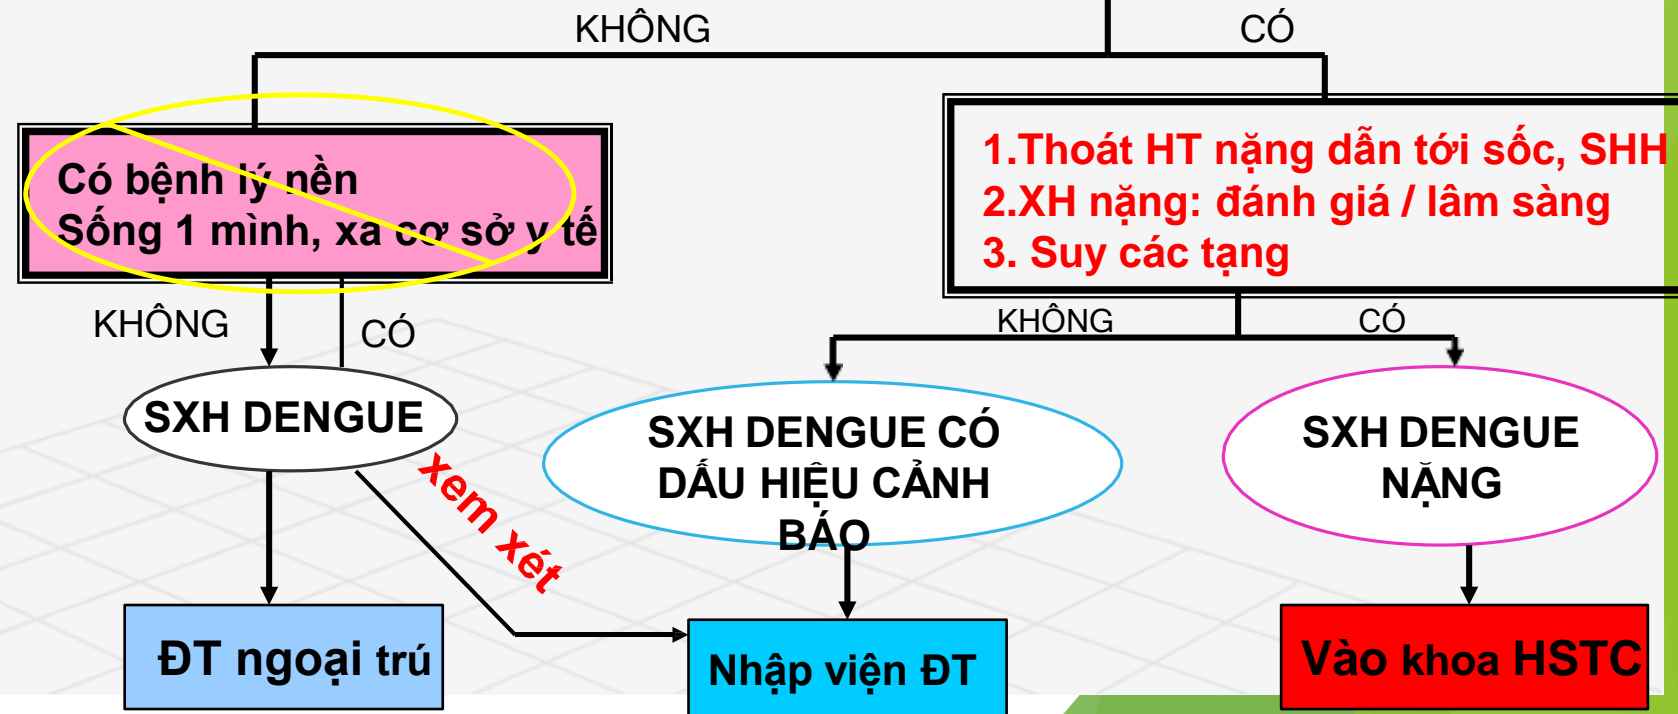 KHÔNG
CÓ
Có bệnh lý nền
Sống 1 mình, xa cơ sở y tế
1.Thoát HT nặng dẫn tới sốc, SHH
2.XH nặng: đánh giá / lâm sàng
3. Suy các tạng
KHÔNG
CÓ
KHÔNG
CÓ
SXH DENGUE
xem xét
SXH DENGUE CÓ
DẤU HIỆU CẢNH
BÁO
SXH DENGUE
NẶNG
ĐT ngoại trú
Nhập viện ĐT
Vào khoa HSTC